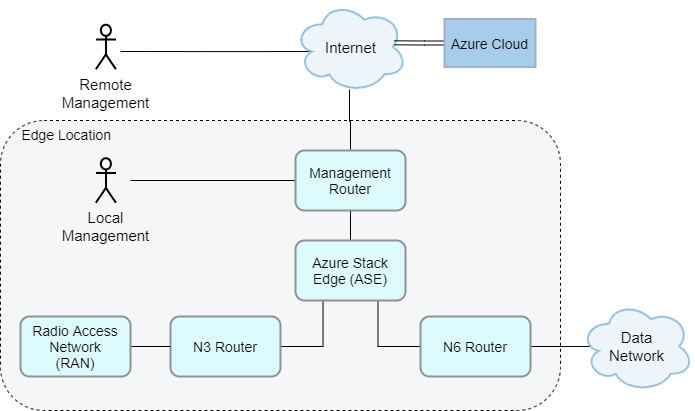 Internet
Azure Cloud
Remote
Management
Edge Location
Management
Router
Local
Management
Azure Stack
Edge (ASE)
Radio Access
Network
(RAN)
N3 Router
N6 Router
Data
Network